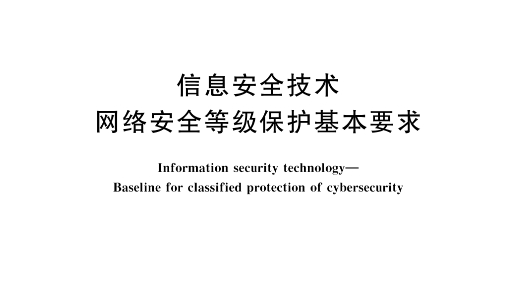 信息安全技术
网络安全等级保护基本要求
Information security technology—
Baseline for classified protection of cybersecurity